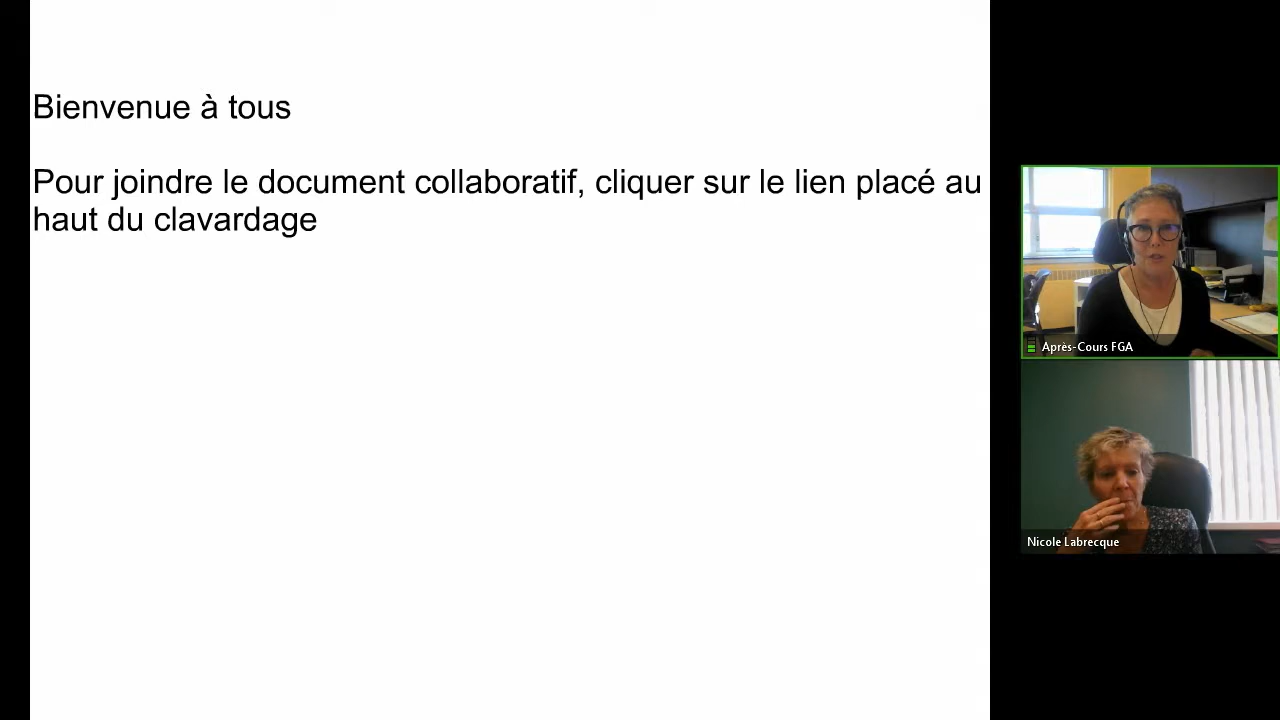 Bienvenue à tous
Pour joindre le document collaboratif, cliquer sur le lien placé au
haut du clavardage
Après-Cours FGA
Nicole Labrecque